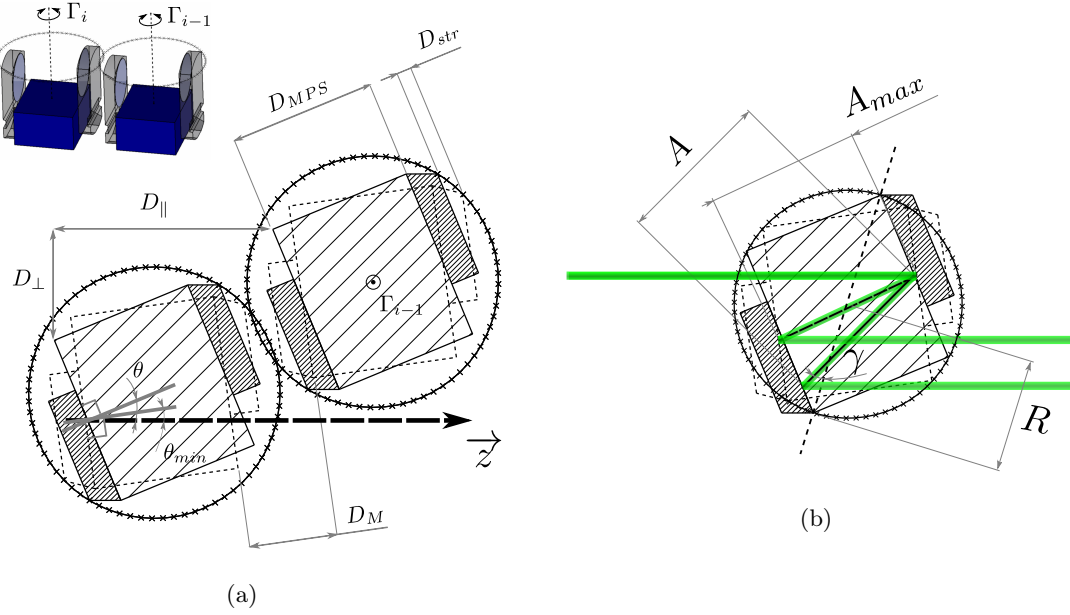 Γi
Γi−1
Dstr
DMPS
D∥
D⊥
Γi−1
θ
θmin
z
DM
(a)
A
Amax
γ
R
(b)